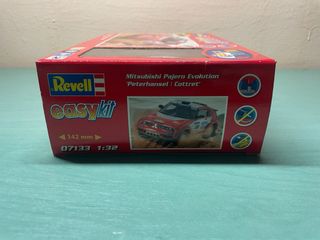 Revell
Mitsubishi Pajero Evolution
'Peterhansel / Cottret'
easykit
142 mm
07133 1:32